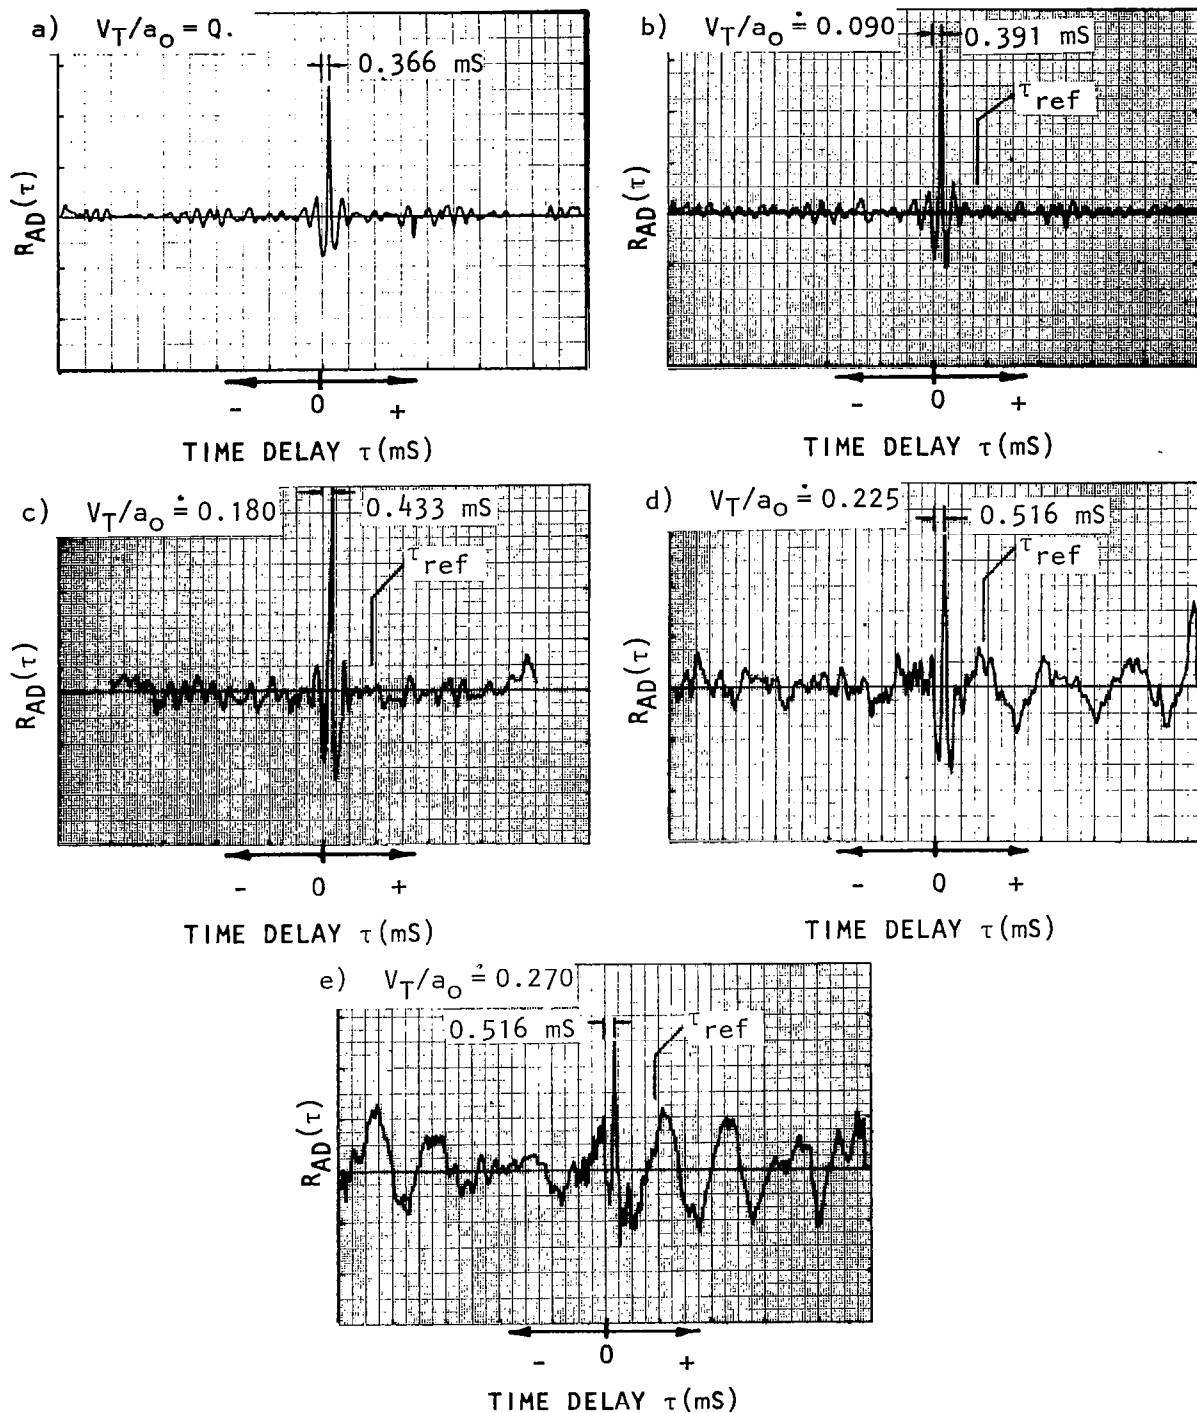 a) V_T/a_o = 0.
0.366 mS
R_AD(τ)
- 0 +
TIME DELAY τ(mS)
b) V_T/a_o ≐ 0.090
0.391 mS
τ_ref
R_AD(τ)
- 0 +
TIME DELAY τ(mS)
c) V_T/a_o ≐ 0.180
0.433 mS
τ_ref
R_AD(τ)
- 0 +
TIME DELAY τ(mS)
d) V_T/a_o ≐ 0.225
0.516 mS
τ_ref
R_AD(τ)
- 0 +
TIME DELAY τ(mS)
e) V_T/a_o ≐ 0.270
0.516 mS
τ_ref
R_AD(τ)
- 0 +
TIME DELAY τ(mS)